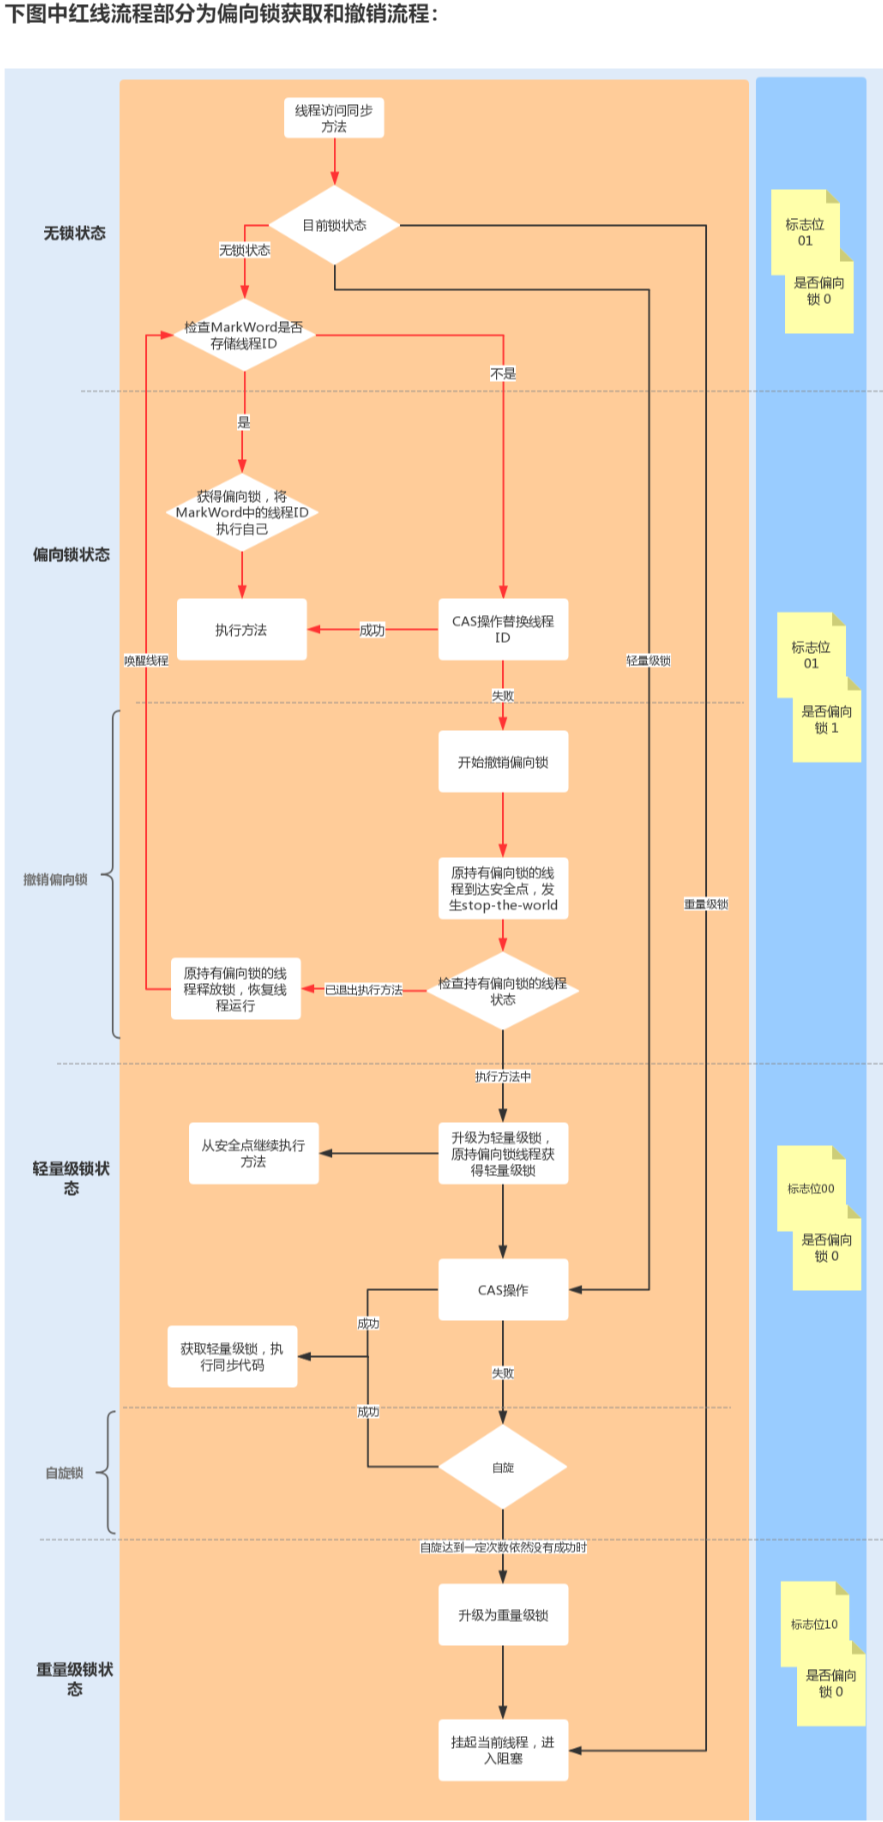 下图中红线流程部分为偏向锁获取和撤销流程：
线程访问同步
方法
目前锁状态
无锁状态
标志位
01
是否偏向
锁 0
无锁状态
检查MarkWord是否
存储线程ID
不是
是
获得偏向锁，将
MarkWord中的线程ID
执行自己
偏向锁状态
执行方法
成功
CAS操作替换线程
ID
标志位
01
是否偏向
锁 1
唤醒线程
轻量级锁
失败
开始撤销偏向锁
撤销偏向锁
原持有偏向锁的线
程到达安全点，发
生stop-the-world
重量级锁
检查持有偏向锁的线程
状态
已退出执行方法
原持有偏向锁的线
程释放锁，恢复线
程运行
执行方法中
升级为轻量级锁，
原持偏向锁线程获
得轻量级锁
从安全点继续执行
方法
轻量级锁状
态
标志位00
是否偏向
锁 0
CAS操作
成功
获取轻量级锁，执
行同步代码
失败
成功
自旋
自旋锁
自旋达到一定次数依然没有成功时
升级为重量级锁
重量级锁状
态
标志位10
是否偏向
锁 0
挂起当前线程，进
入阻塞